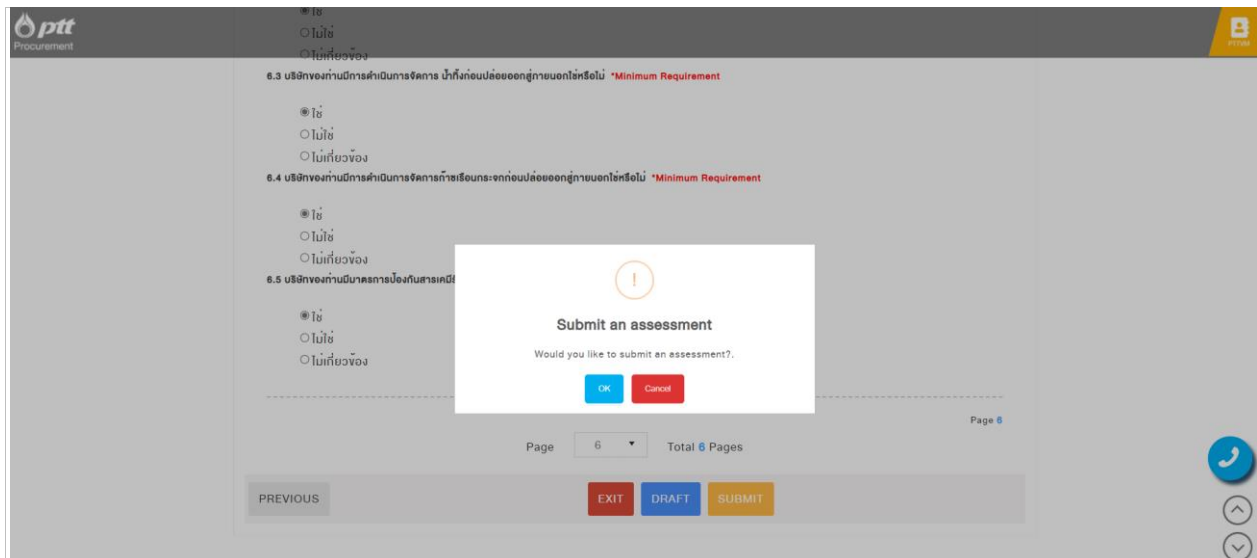 ptt
Procurement
PTTVM
ใช่
ไม่ใช่
ไม่เกี่ยวข้อง
6.3 บริษัทของท่านมีการดำเนินการจัดการ น้ำทิ้งก่อนปล่อยออกสู่ภายนอกใช่หรือไม่ *Minimum Requirement
ใช่
ไม่ใช่
ไม่เกี่ยวข้อง
6.4 บริษัทของท่านมีการดำเนินการจัดการก๊าซเรือนกระจกก่อนปล่อยออกสู่ภายนอกใช่หรือไม่ *Minimum Requirement
ใช่
ไม่ใช่
ไม่เกี่ยวข้อง
6.5 บริษัทของท่านมีมาตรการป้องกันสารเคมี
ใช่
ไม่ใช่
ไม่เกี่ยวข้อง
!
Submit an assessment
Would you like to submit an assessment?.
OK Cancel
Page 6
Page 6 Total 6 Pages
PREVIOUS EXIT DRAFT SUBMIT